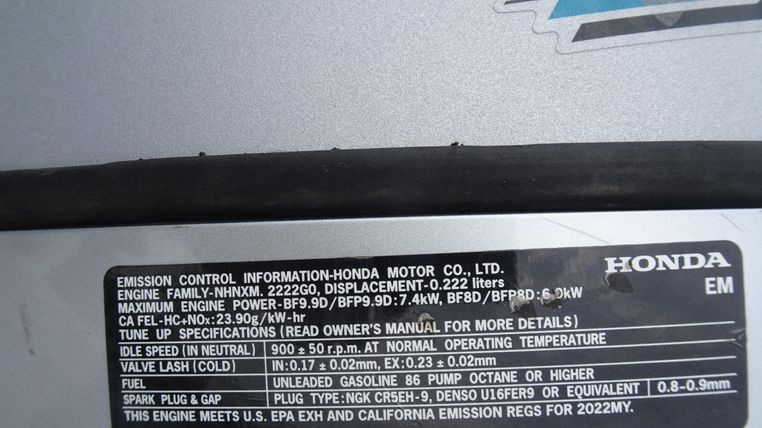 HONDA
EM
EMISSION CONTROL INFORMATION-HONDA MOTOR CO., LTD.
ENGINE FAMILY-NHNXM. 2222G0, DISPLACEMENT-0.222 liters
MAXIMUM ENGINE POWER-BF9.9D/BFP9.9D:7.4kW, BF8D/BFP8D:6.0kW
CA FEL-HC+NOx:23.90g/kW-hr
TUNE UP SPECIFICATIONS (READ OWNER'S MANUAL FOR MORE DETAILS)
IDLE SPEED (IN NEUTRAL) 900 ± 50 r.p.m. AT NORMAL OPERATING TEMPERATURE
VALVE LASH (COLD) IN:0.17 ± 0.02mm, EX:0.23 ± 0.02mm
FUEL UNLEADED GASOLINE 86 PUMP OCTANE OR HIGHER
SPARK PLUG & GAP PLUG TYPE:NGK CR5EH-9, DENSO U16FER9 OR EQUIVALENT 0.8-0.9mm
THIS ENGINE MEETS U.S. EPA EXH AND CALIFORNIA EMISSION REGS FOR 2022MY.